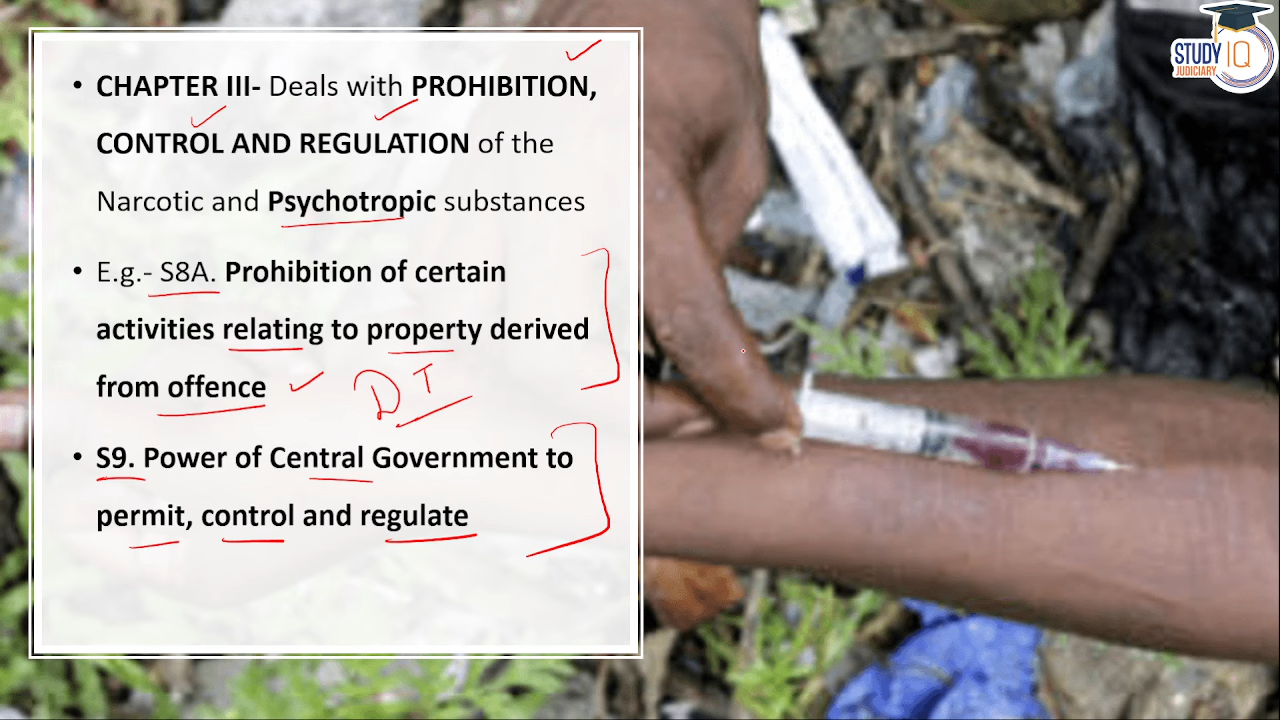 • CHAPTER III- Deals with PROHIBITION,
CONTROL AND REGULATION of the
Narcotic and Psychotropic substances
• E.g.- S8A. Prohibition of certain
activities relating to property derived
from offence
DT
• S9. Power of Central Government to
permit, control and regulate
STUDY IQ
JUDICIARY